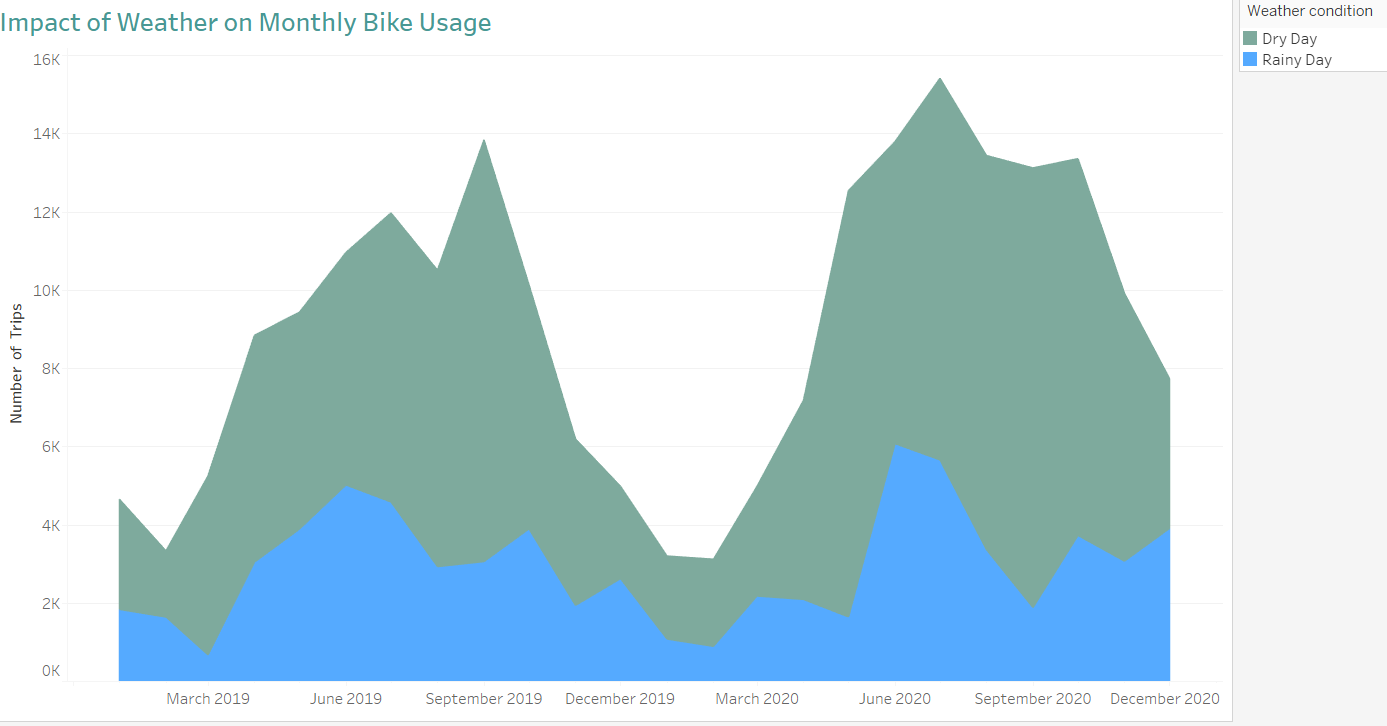 Impact of Weather on Monthly Bike Usage
Weather condition
Dry Day
Rainy Day
Number of Trips
16K
14K
12K
10K
8K
6K
4K
2K
0K
March 2019
June 2019
September 2019
December 2019
March 2020
June 2020
September 2020
December 2020